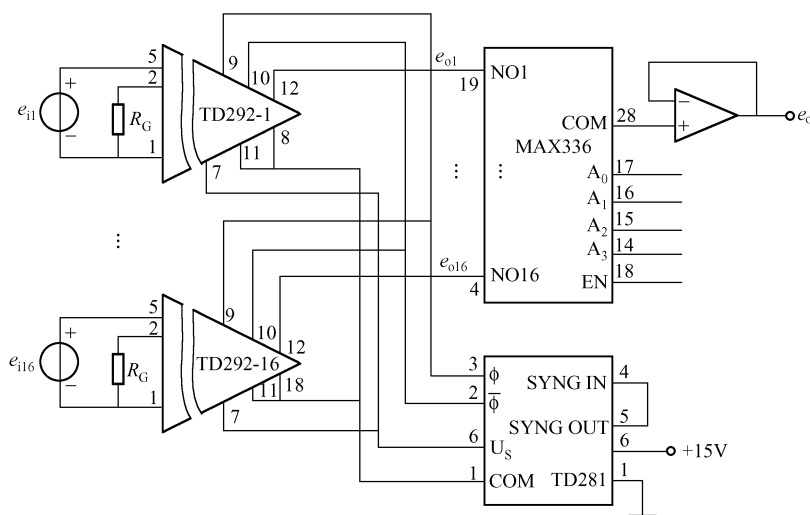 5
2
1
+
−
e_i1
R_G
TD292-1
9
10
12
8
11
7
e_o1
19
NO1
COM
28
MAX336
A_0 17
A_1 16
A_2 15
A_3 14
EN 18
−
+
e_o
⋮
⋮
⋮
e_o16
4
NO16
5
2
1
+
−
e_i16
R_G
TD292-16
9
10
12
18
11
7
3 ϕ
2 ϕ̅
6 U_S
1 COM
SYNG IN 4
SYNG OUT 5
6
+15V
TD281 1